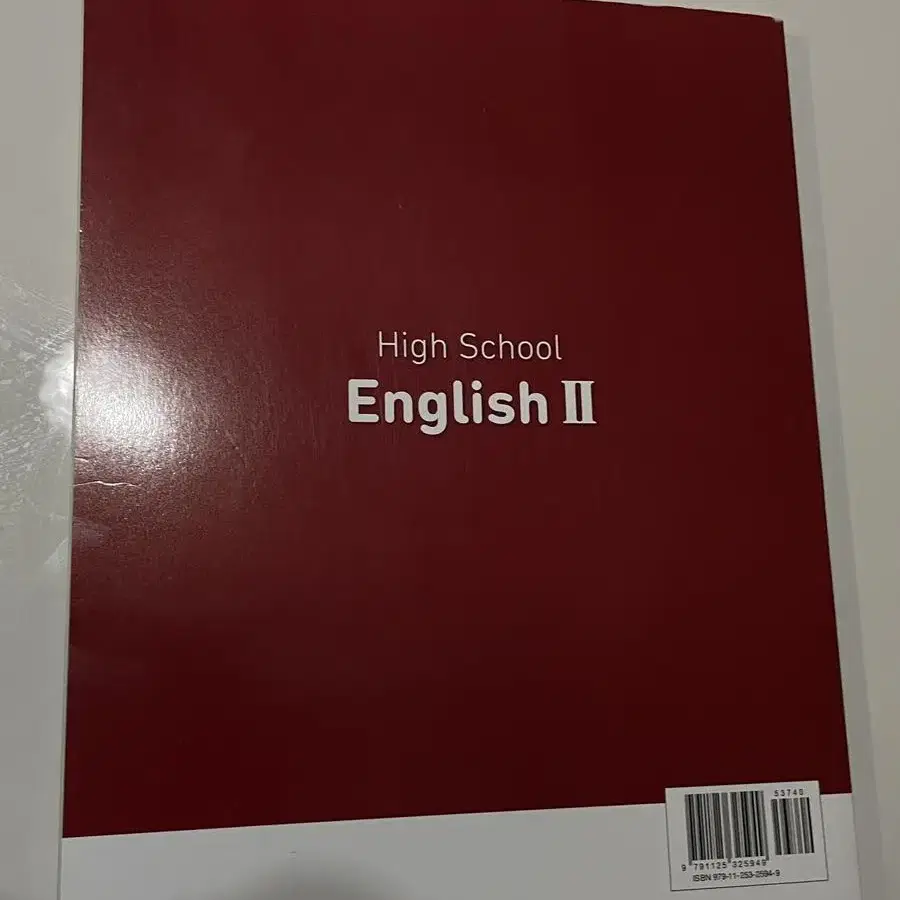 High School
English Ⅱ
53740
9 791125 325949
ISBN 979-11-253-2594-9